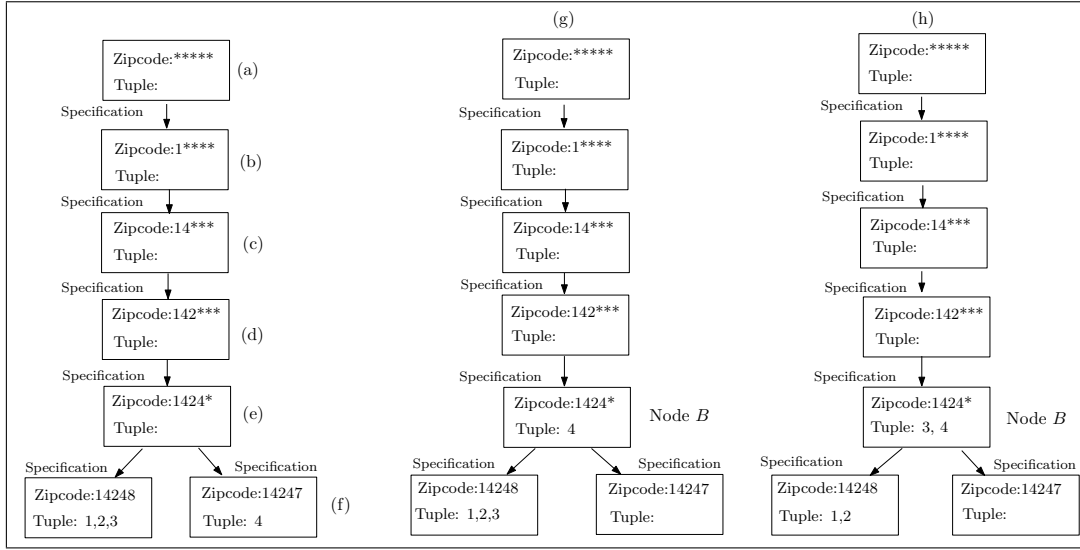 Zipcode:*****
Tuple:
(a)
Specification
Zipcode:1****
Tuple:
(b)
Specification
Zipcode:14***
Tuple:
(c)
Specification
Zipcode:142***
Tuple:
(d)
Specification
Zipcode:1424*
Tuple:
(e)
Specification
Specification
Zipcode:14248
Tuple: 1,2,3
Zipcode:14247
Tuple: 4
(f)
(g)
Zipcode:*****
Tuple:
Specification
Zipcode:1****
Tuple:
Specification
Zipcode:14***
Tuple:
Specification
Zipcode:142***
Tuple:
Specification
Zipcode:1424*
Tuple: 4
Node B
Specification
Specification
Zipcode:14248
Tuple: 1,2,3
Zipcode:14247
Tuple:
(h)
Zipcode:*****
Tuple:
Specification
Zipcode:1****
Tuple:
Specification
Zipcode:14***
Tuple:
Specification
Zipcode:142***
Tuple:
Specification
Zipcode:1424*
Tuple: 3, 4
Node B
Specification
Specification
Zipcode:14248
Tuple: 1,2
Zipcode:14247
Tuple: